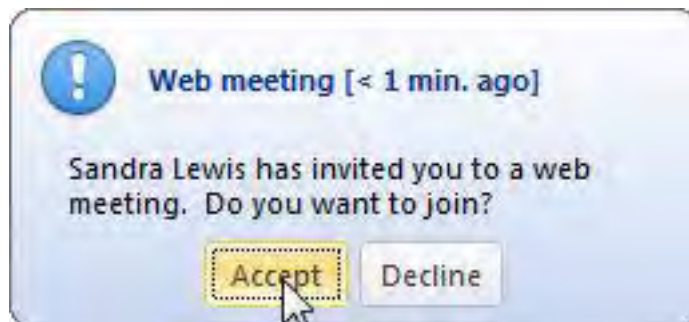 Web meeting [< 1 min. ago]
Sandra Lewis has invited you to a web
meeting.  Do you want to join?
Accept
Decline